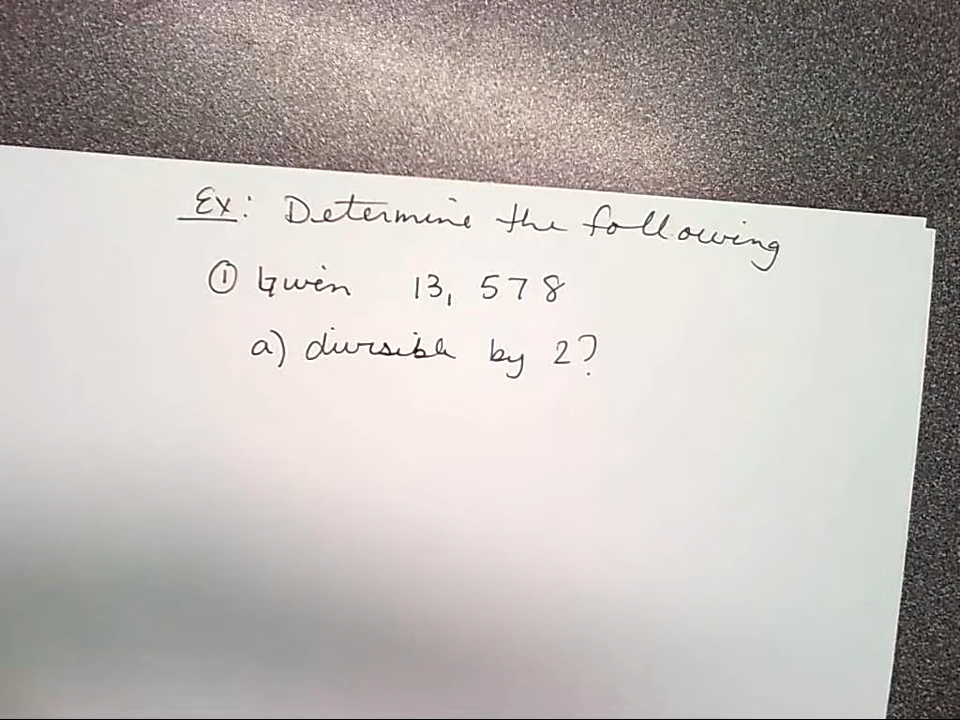 Ex: Determine the following
① Given 13, 578
a) divisible by 2?